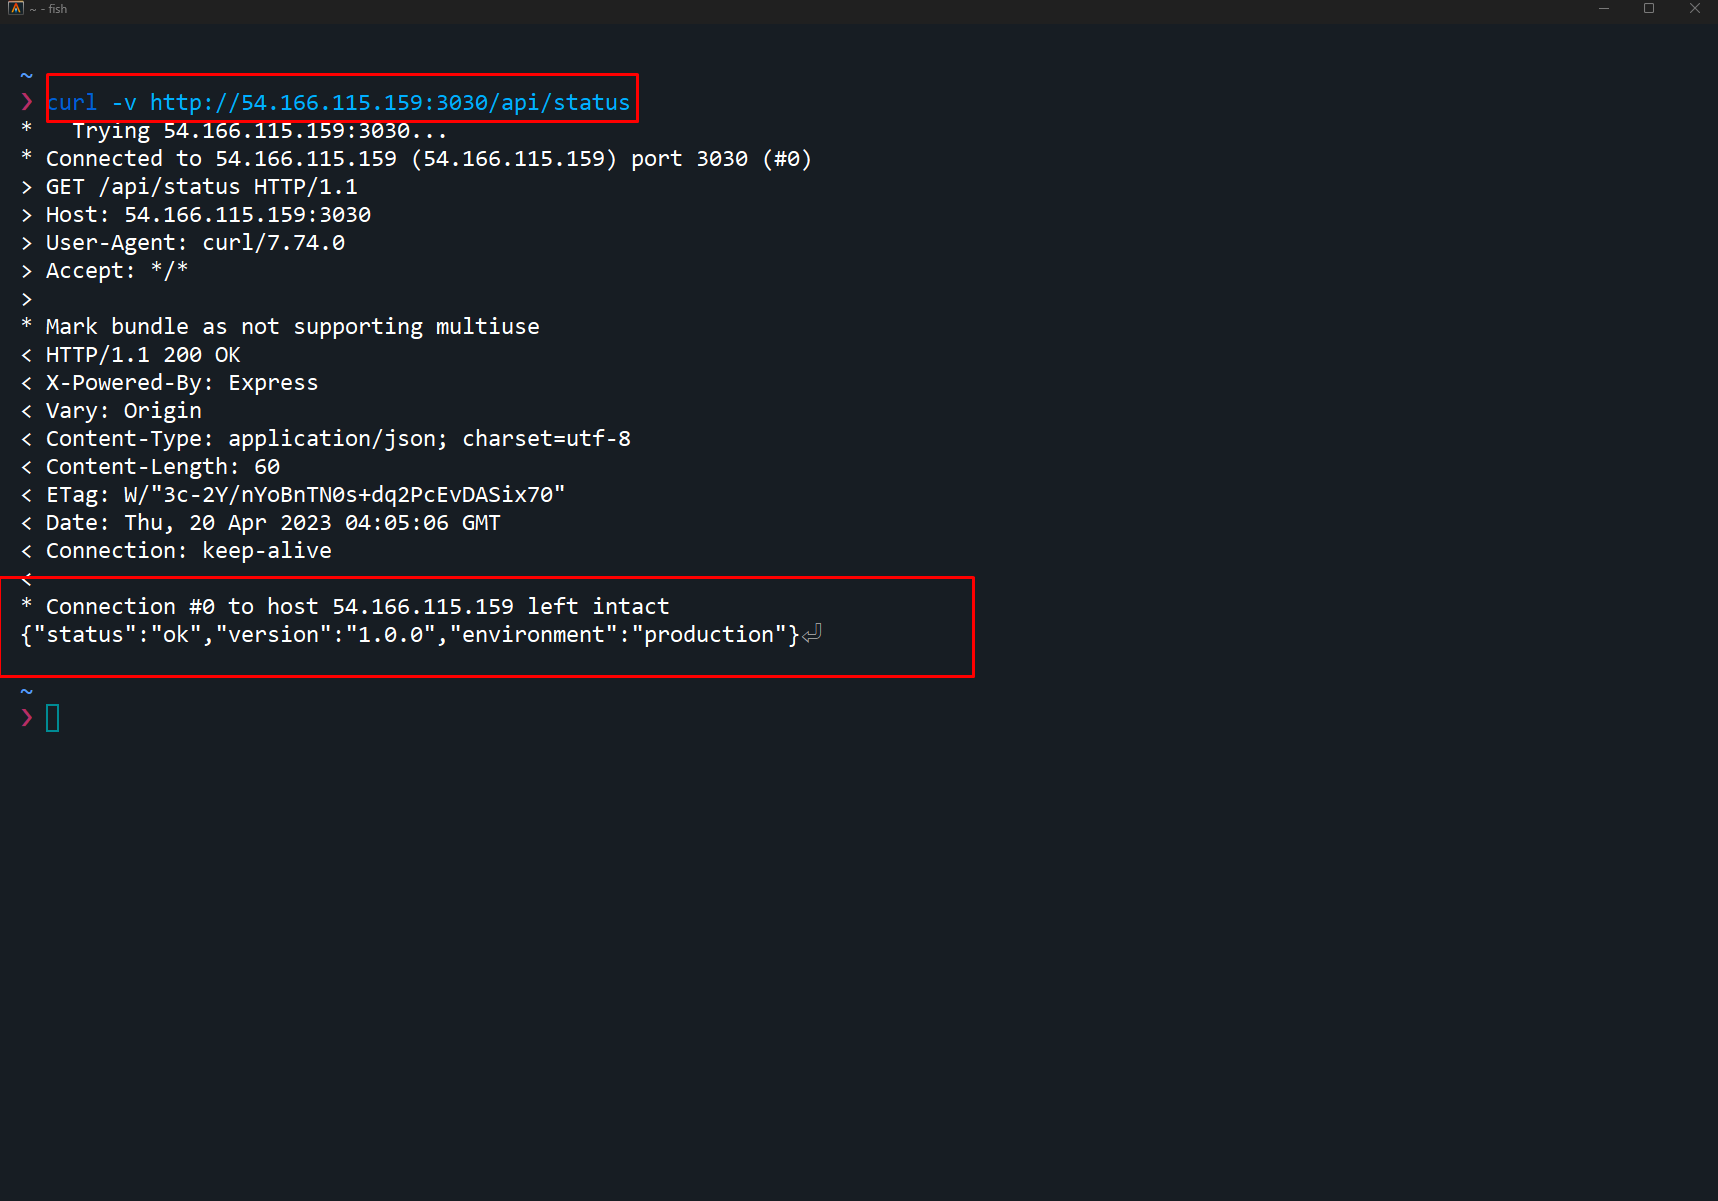 ~ - fish
~
❯ curl -v http://54.166.115.159:3030/api/status
*   Trying 54.166.115.159:3030...
* Connected to 54.166.115.159 (54.166.115.159) port 3030 (#0)
> GET /api/status HTTP/1.1
> Host: 54.166.115.159:3030
> User-Agent: curl/7.74.0
> Accept: */*
>
* Mark bundle as not supporting multiuse
< HTTP/1.1 200 OK
< X-Powered-By: Express
< Vary: Origin
< Content-Type: application/json; charset=utf-8
< Content-Length: 60
< ETag: W/"3c-2Y/nYoBnTN0s+dq2PcEvDASix70"
< Date: Thu, 20 Apr 2023 04:05:06 GMT
< Connection: keep-alive
<
* Connection #0 to host 54.166.115.159 left intact
{"status":"ok","version":"1.0.0","environment":"production"}⏎
~
❯